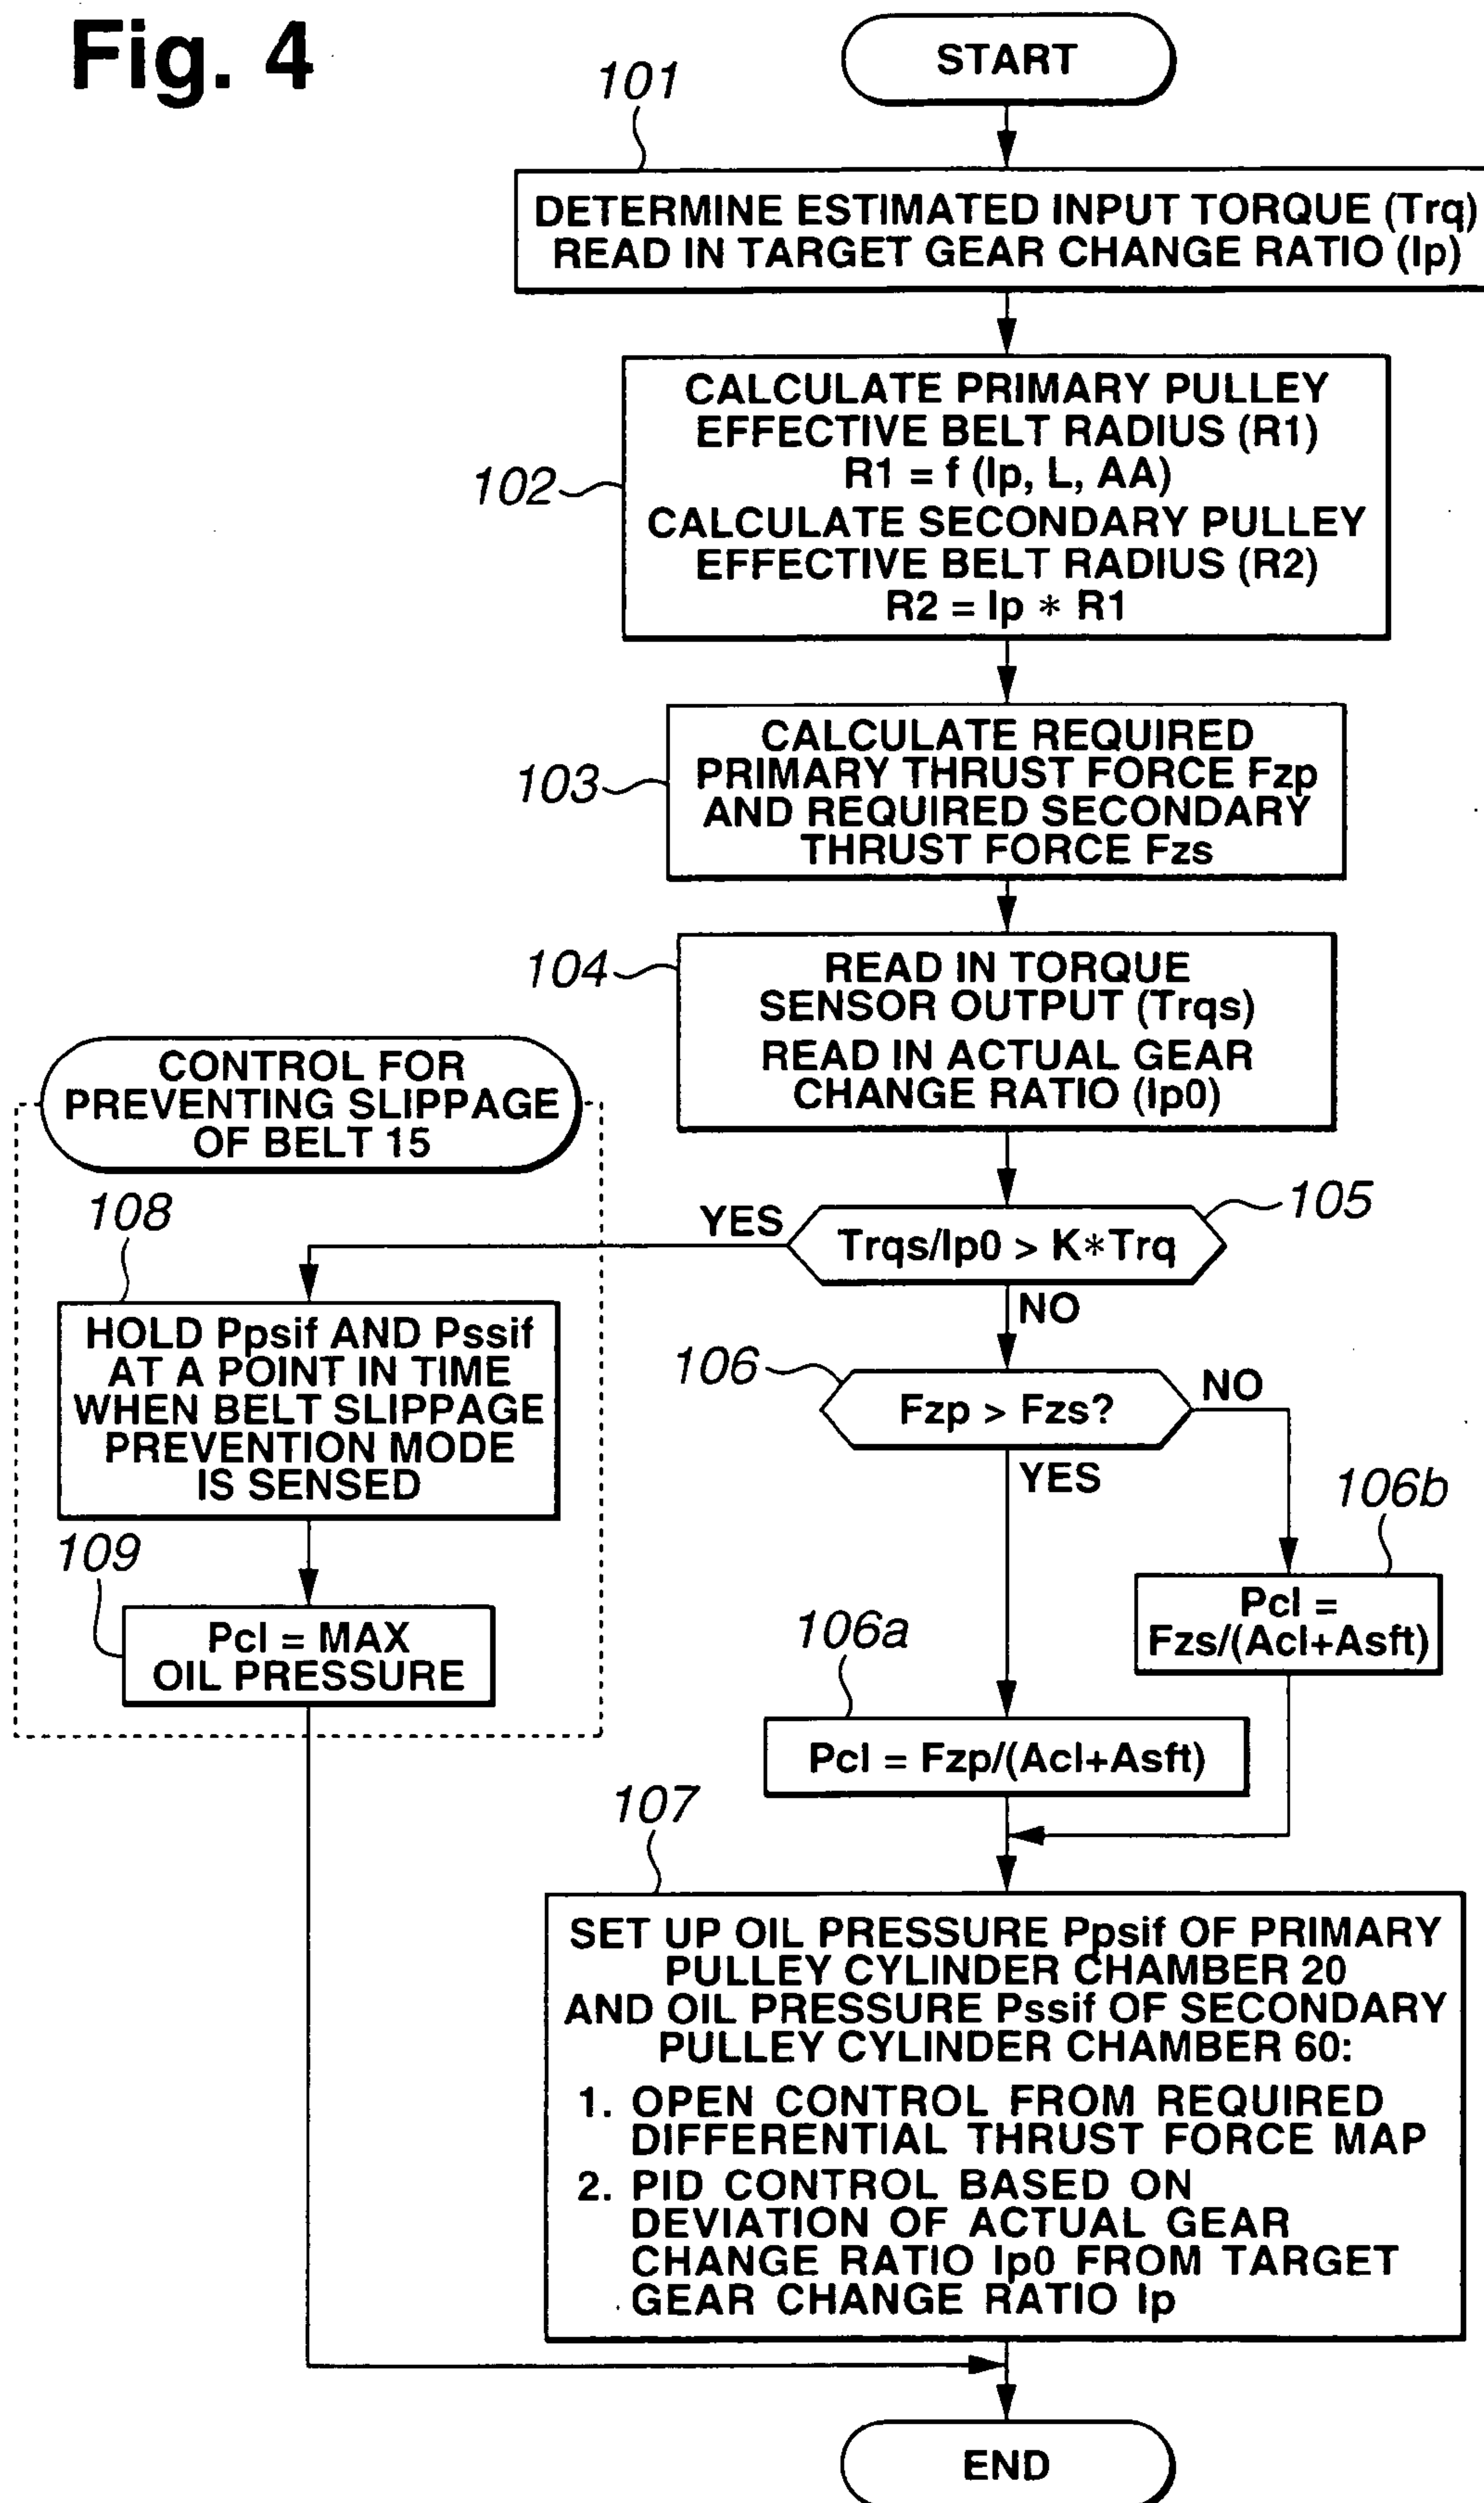 Fig. 4
START
101
DETERMINE ESTIMATED INPUT TORQUE (Trq)
READ IN TARGET GEAR CHANGE RATIO (Ip)
102
CALCULATE PRIMARY PULLEY
EFFECTIVE BELT RADIUS (R1)
R1 = f (Ip, L, AA)
CALCULATE SECONDARY PULLEY
EFFECTIVE BELT RADIUS (R2)
R2 = Ip * R1
103
CALCULATE REQUIRED
PRIMARY THRUST FORCE Fzp
AND REQUIRED SECONDARY
THRUST FORCE Fzs
104
READ IN TORQUE
SENSOR OUTPUT (Trqs)
READ IN ACTUAL GEAR
CHANGE RATIO (Ip0)
CONTROL FOR
PREVENTING SLIPPAGE
OF BELT 15
105
YES
Trqs/Ip0 > K*Trq
NO
108
HOLD Ppsif AND Pssif
AT A POINT IN TIME
WHEN BELT SLIPPAGE
PREVENTION MODE
IS SENSED
106
Fzp > Fzs?
NO
YES
109
Pcl = MAX
OIL PRESSURE
106b
Pcl =
Fzs/(Acl+Asft)
106a
Pcl = Fzp/(Acl+Asft)
107
SET UP OIL PRESSURE Ppsif OF PRIMARY
PULLEY CYLINDER CHAMBER 20
AND OIL PRESSURE Pssif OF SECONDARY
PULLEY CYLINDER CHAMBER 60:
1. OPEN CONTROL FROM REQUIRED
DIFFERENTIAL THRUST FORCE MAP
2. PID CONTROL BASED ON
DEVIATION OF ACTUAL GEAR
CHANGE RATIO Ip0 FROM TARGET
GEAR CHANGE RATIO Ip
END